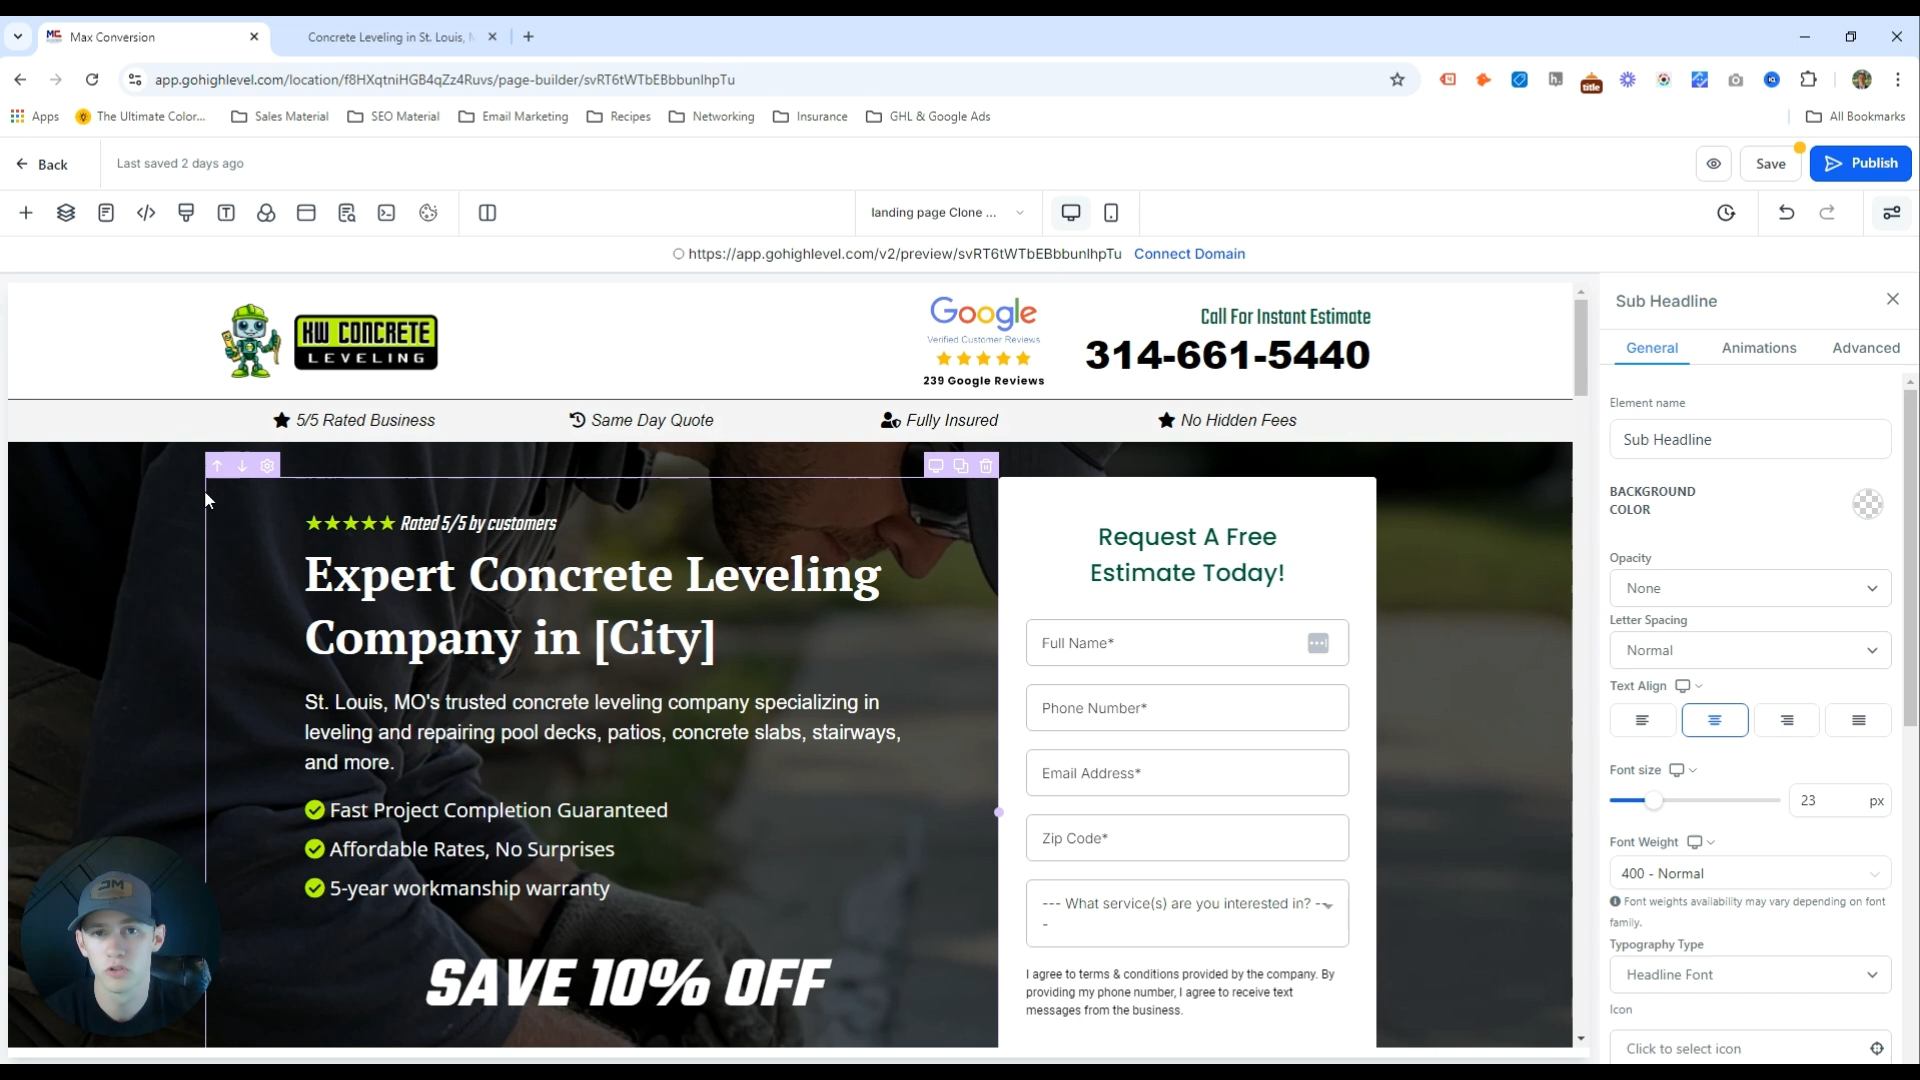 Max Conversion
Concrete Leveling in St. Louis,
app.gohighlevel.com/location/f8HXqtniHGB4qZz4Ruvs/page-builder/svRT6tWTbEBbbunIhpTu
title
Apps
The Ultimate Color...
Sales Material
SEO Material
Email Marketing
Recipes
Networking
Insurance
GHL & Google Ads
All Bookmarks
Back
Last saved 2 days ago
Save
Publish
landing page Clone ...
https://app.gohighlevel.com/v2/preview/svRT6tWTbEBbbunIhpTu Connect Domain
KW CONCRETE
LEVELING
Google
Verified Customer Reviews
239 Google Reviews
Call For Instant Estimate
314-661-5440
5/5 Rated Business
Same Day Quote
Fully Insured
No Hidden Fees
★★★★★ Rated 5/5 by customers
Expert Concrete Leveling
Company in [City]
St. Louis, MO's trusted concrete leveling company specializing in
leveling and repairing pool decks, patios, concrete slabs, stairways,
and more.
Fast Project Completion Guaranteed
Affordable Rates, No Surprises
5-year workmanship warranty
SAVE 10% OFF
Request A Free
Estimate Today!
Full Name*
Phone Number*
Email Address*
Zip Code*
--- What service(s) are you interested in? --
-
I agree to terms & conditions provided by the company. By
providing my phone number, I agree to receive text
messages from the business.
Sub Headline
General
Animations
Advanced
Element name
Sub Headline
BACKGROUND
COLOR
Opacity
None
Letter Spacing
Normal
Text Align
Font size
23
px
Font Weight
400 - Normal
Font weights availability may vary depending on font
family.
Typography Type
Headline Font
Icon
Click to select icon